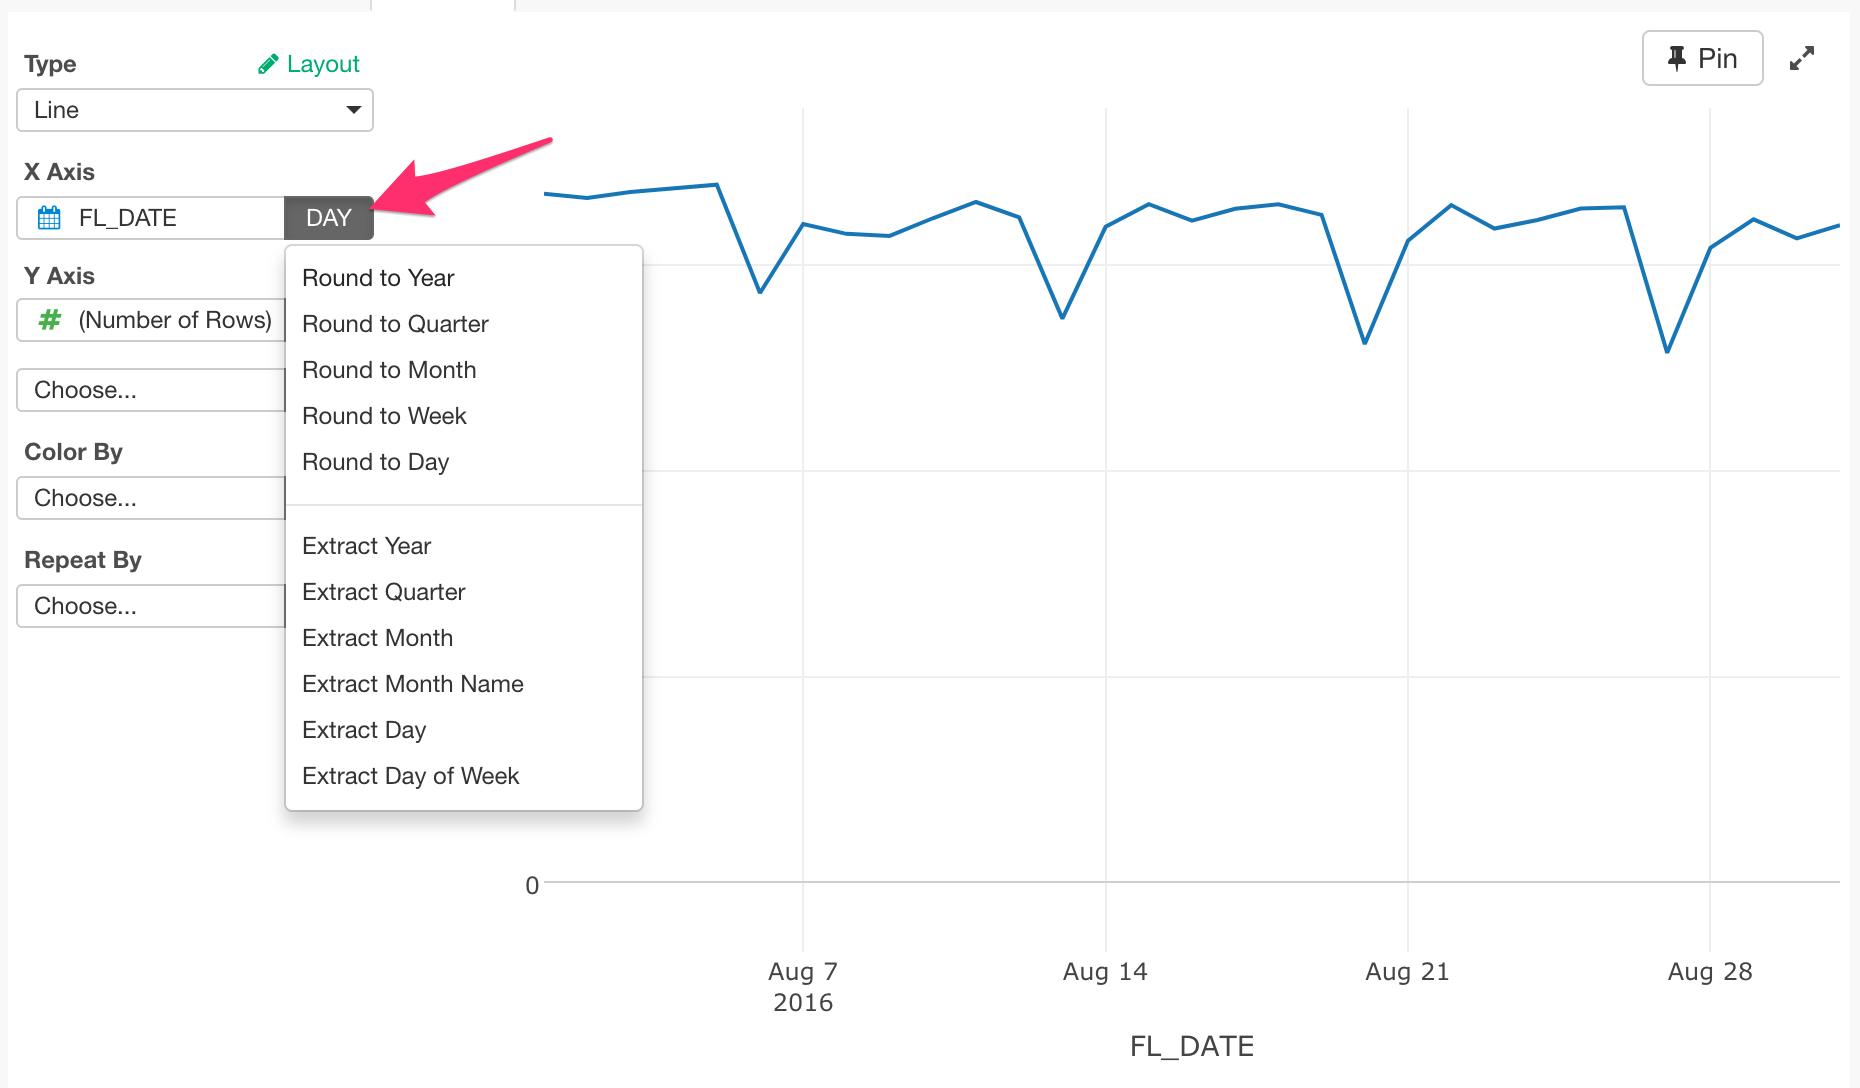 Type
Layout
Line
X Axis
FL_DATE
DAY
Y Axis
(Number of Rows)
Choose...
Color By
Choose...
Repeat By
Choose...
Round to Year
Round to Quarter
Round to Month
Round to Week
Round to Day
Extract Year
Extract Quarter
Extract Month
Extract Month Name
Extract Day
Extract Day of Week
Pin
0
Aug 7
2016
Aug 14
Aug 21
Aug 28
FL_DATE